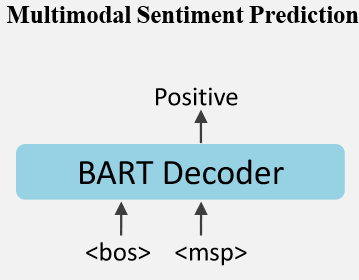 Multimodal Sentiment Prediction
Positive
BART Decoder
<bos> <msp>